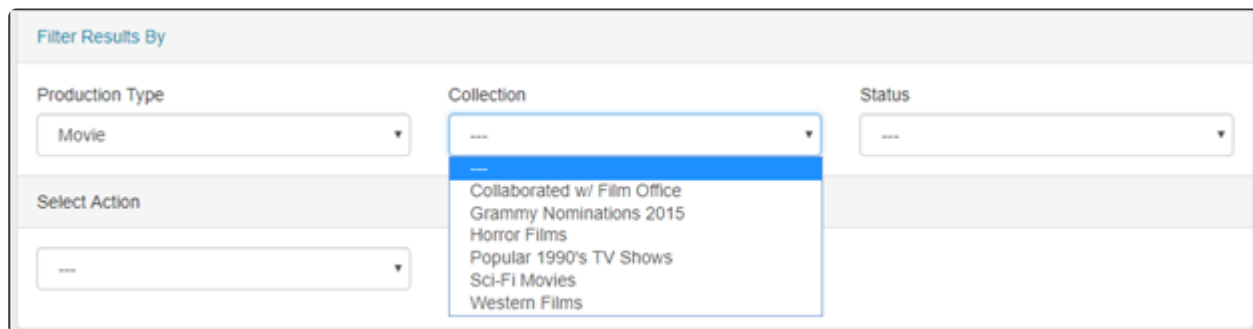 Filter Results By
Production Type
Collection
Status
Movie
---
---
---
Collaborated w/ Film Office
Select Action
Grammy Nominations 2015
Horror Films
Popular 1990's TV Shows
---
Sci-Fi Movies
Western Films